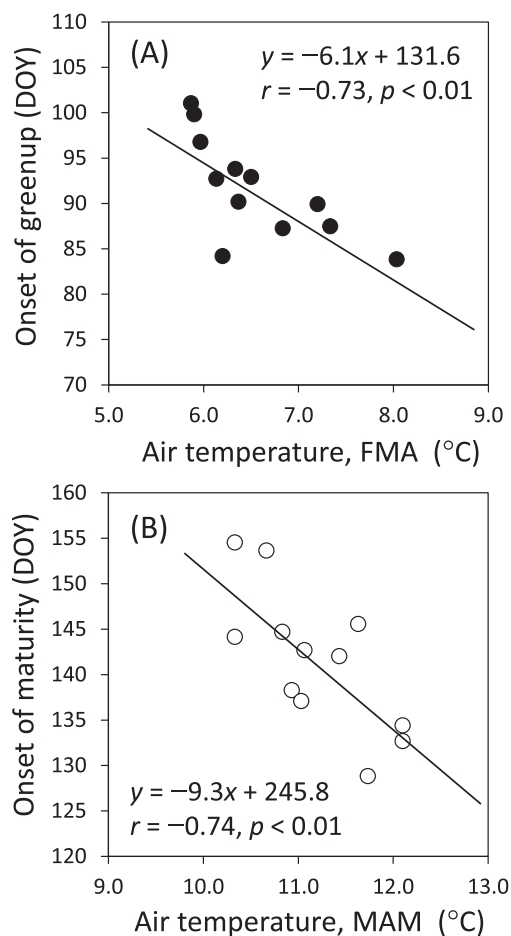 110
(A)
y = −6.1x + 131.6
105
r = −0.73, p < 0.01
100
95
90
85
80
75
70
Onset of greenup (DOY)
5.0 6.0 7.0 8.0 9.0
Air temperature, FMA (°C)
160
(B)
155
150
145
140
135
130
y = −9.3x + 245.8
125
r = −0.74, p < 0.01
120
Onset of maturity (DOY)
9.0 10.0 11.0 12.0 13.0
Air temperature, MAM (°C)